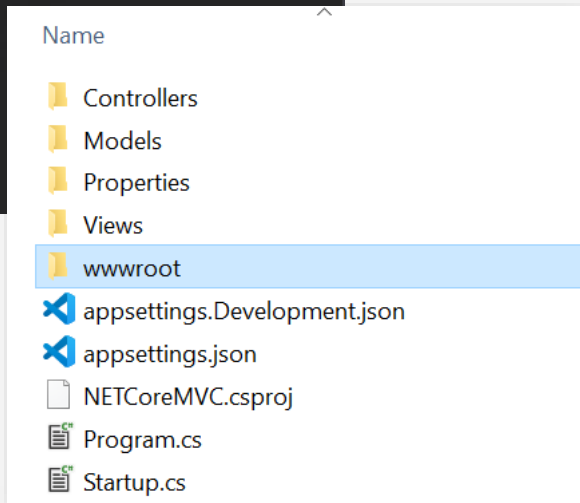 Name
Controllers
Models
Properties
Views
wwwroot
appsettings.Development.json
appsettings.json
NETCoreMVC.csproj
Program.cs
Startup.cs